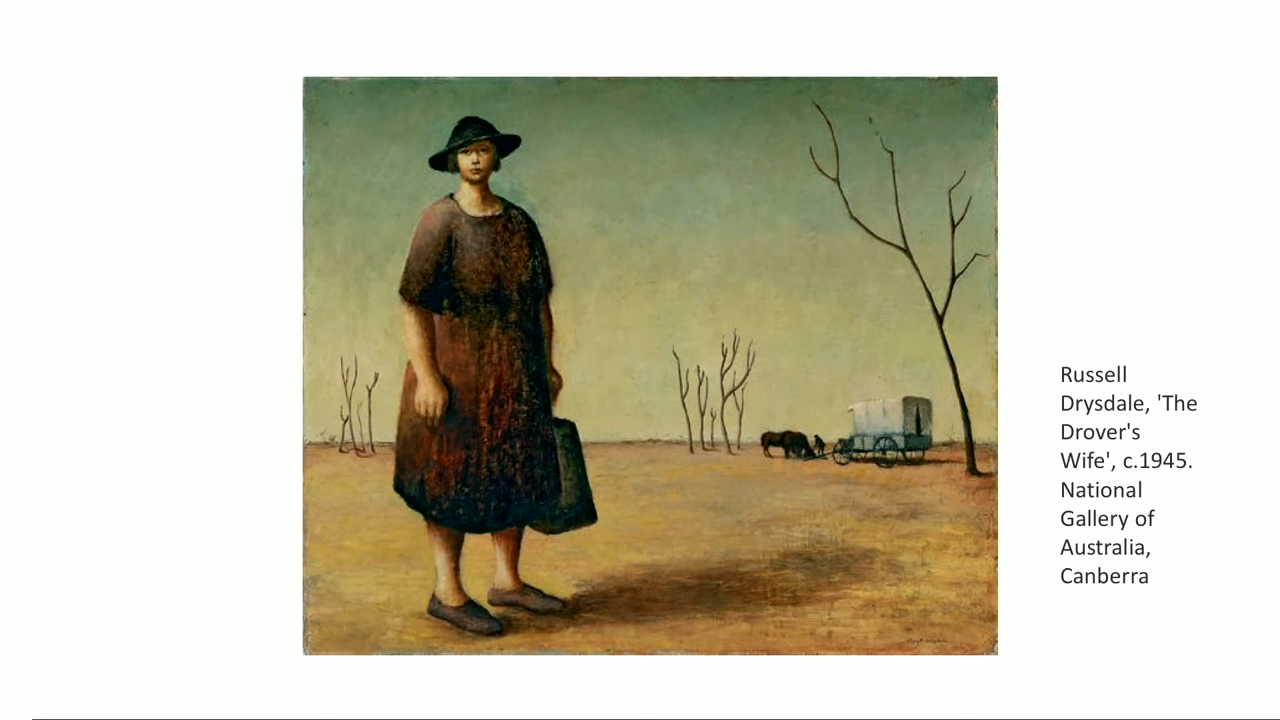 Russell
Drysdale, 'The
Drover's
Wife', c.1945.
National
Gallery of
Australia,
Canberra